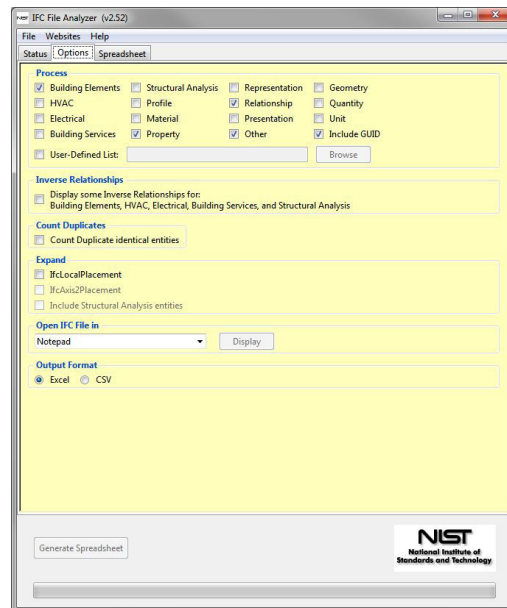 NIST IFC File Analyzer (v2.52)
File Websites Help
Status Options Spreadsheet
Process
Building Elements Structural Analysis Representation Geometry
HVAC Profile Relationship Quantity
Electrical Material Presentation Unit
Building Services Property Other Include GUID
User-Defined List: Browse
Inverse Relationships
Display some Inverse Relationships for:
Building Elements, HVAC, Electrical, Building Services, and Structural Analysis
Count Duplicates
Count Duplicate identical entities
Expand
IfcLocalPlacement
IfcAxis2Placement
Include Structural Analysis entities
Open IFC File in
Notepad Display
Output Format
Excel CSV
Generate Spreadsheet
NIST
National Institute of
Standards and Technology